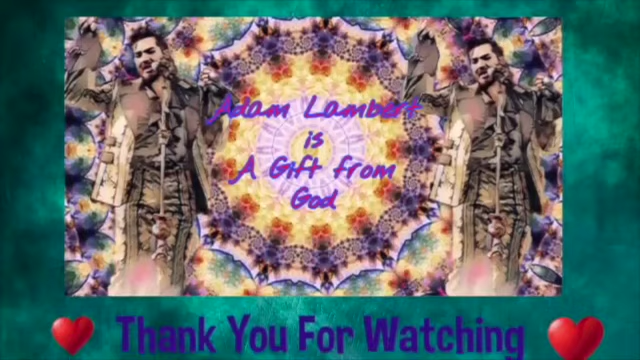 Adam Lambert
is
A Gift from
God
Thank You For Watching